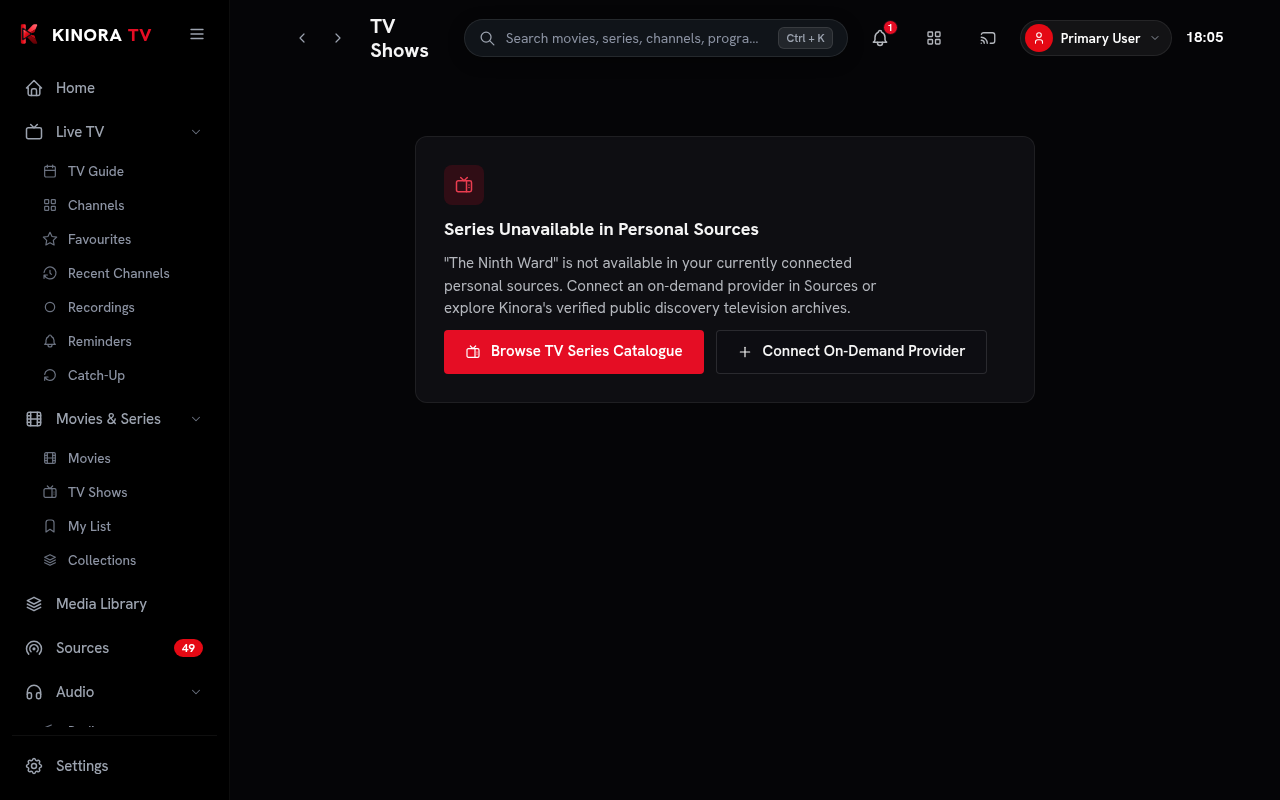 KINORA TV
Home
Live TV
TV Guide
Channels
Favourites
Recent Channels
Recordings
Reminders
Catch-Up
Movies & Series
Movies
TV Shows
My List
Collections
Media Library
Sources 49
Audio
Settings
TV
Shows
Search movies, series, channels, progra...
Ctrl + K
1
Primary User
18:05
Series Unavailable in Personal Sources
"The Ninth Ward" is not available in your currently connected
personal sources. Connect an on-demand provider in Sources or
explore Kinora's verified public discovery television archives.
Browse TV Series Catalogue
Connect On-Demand Provider